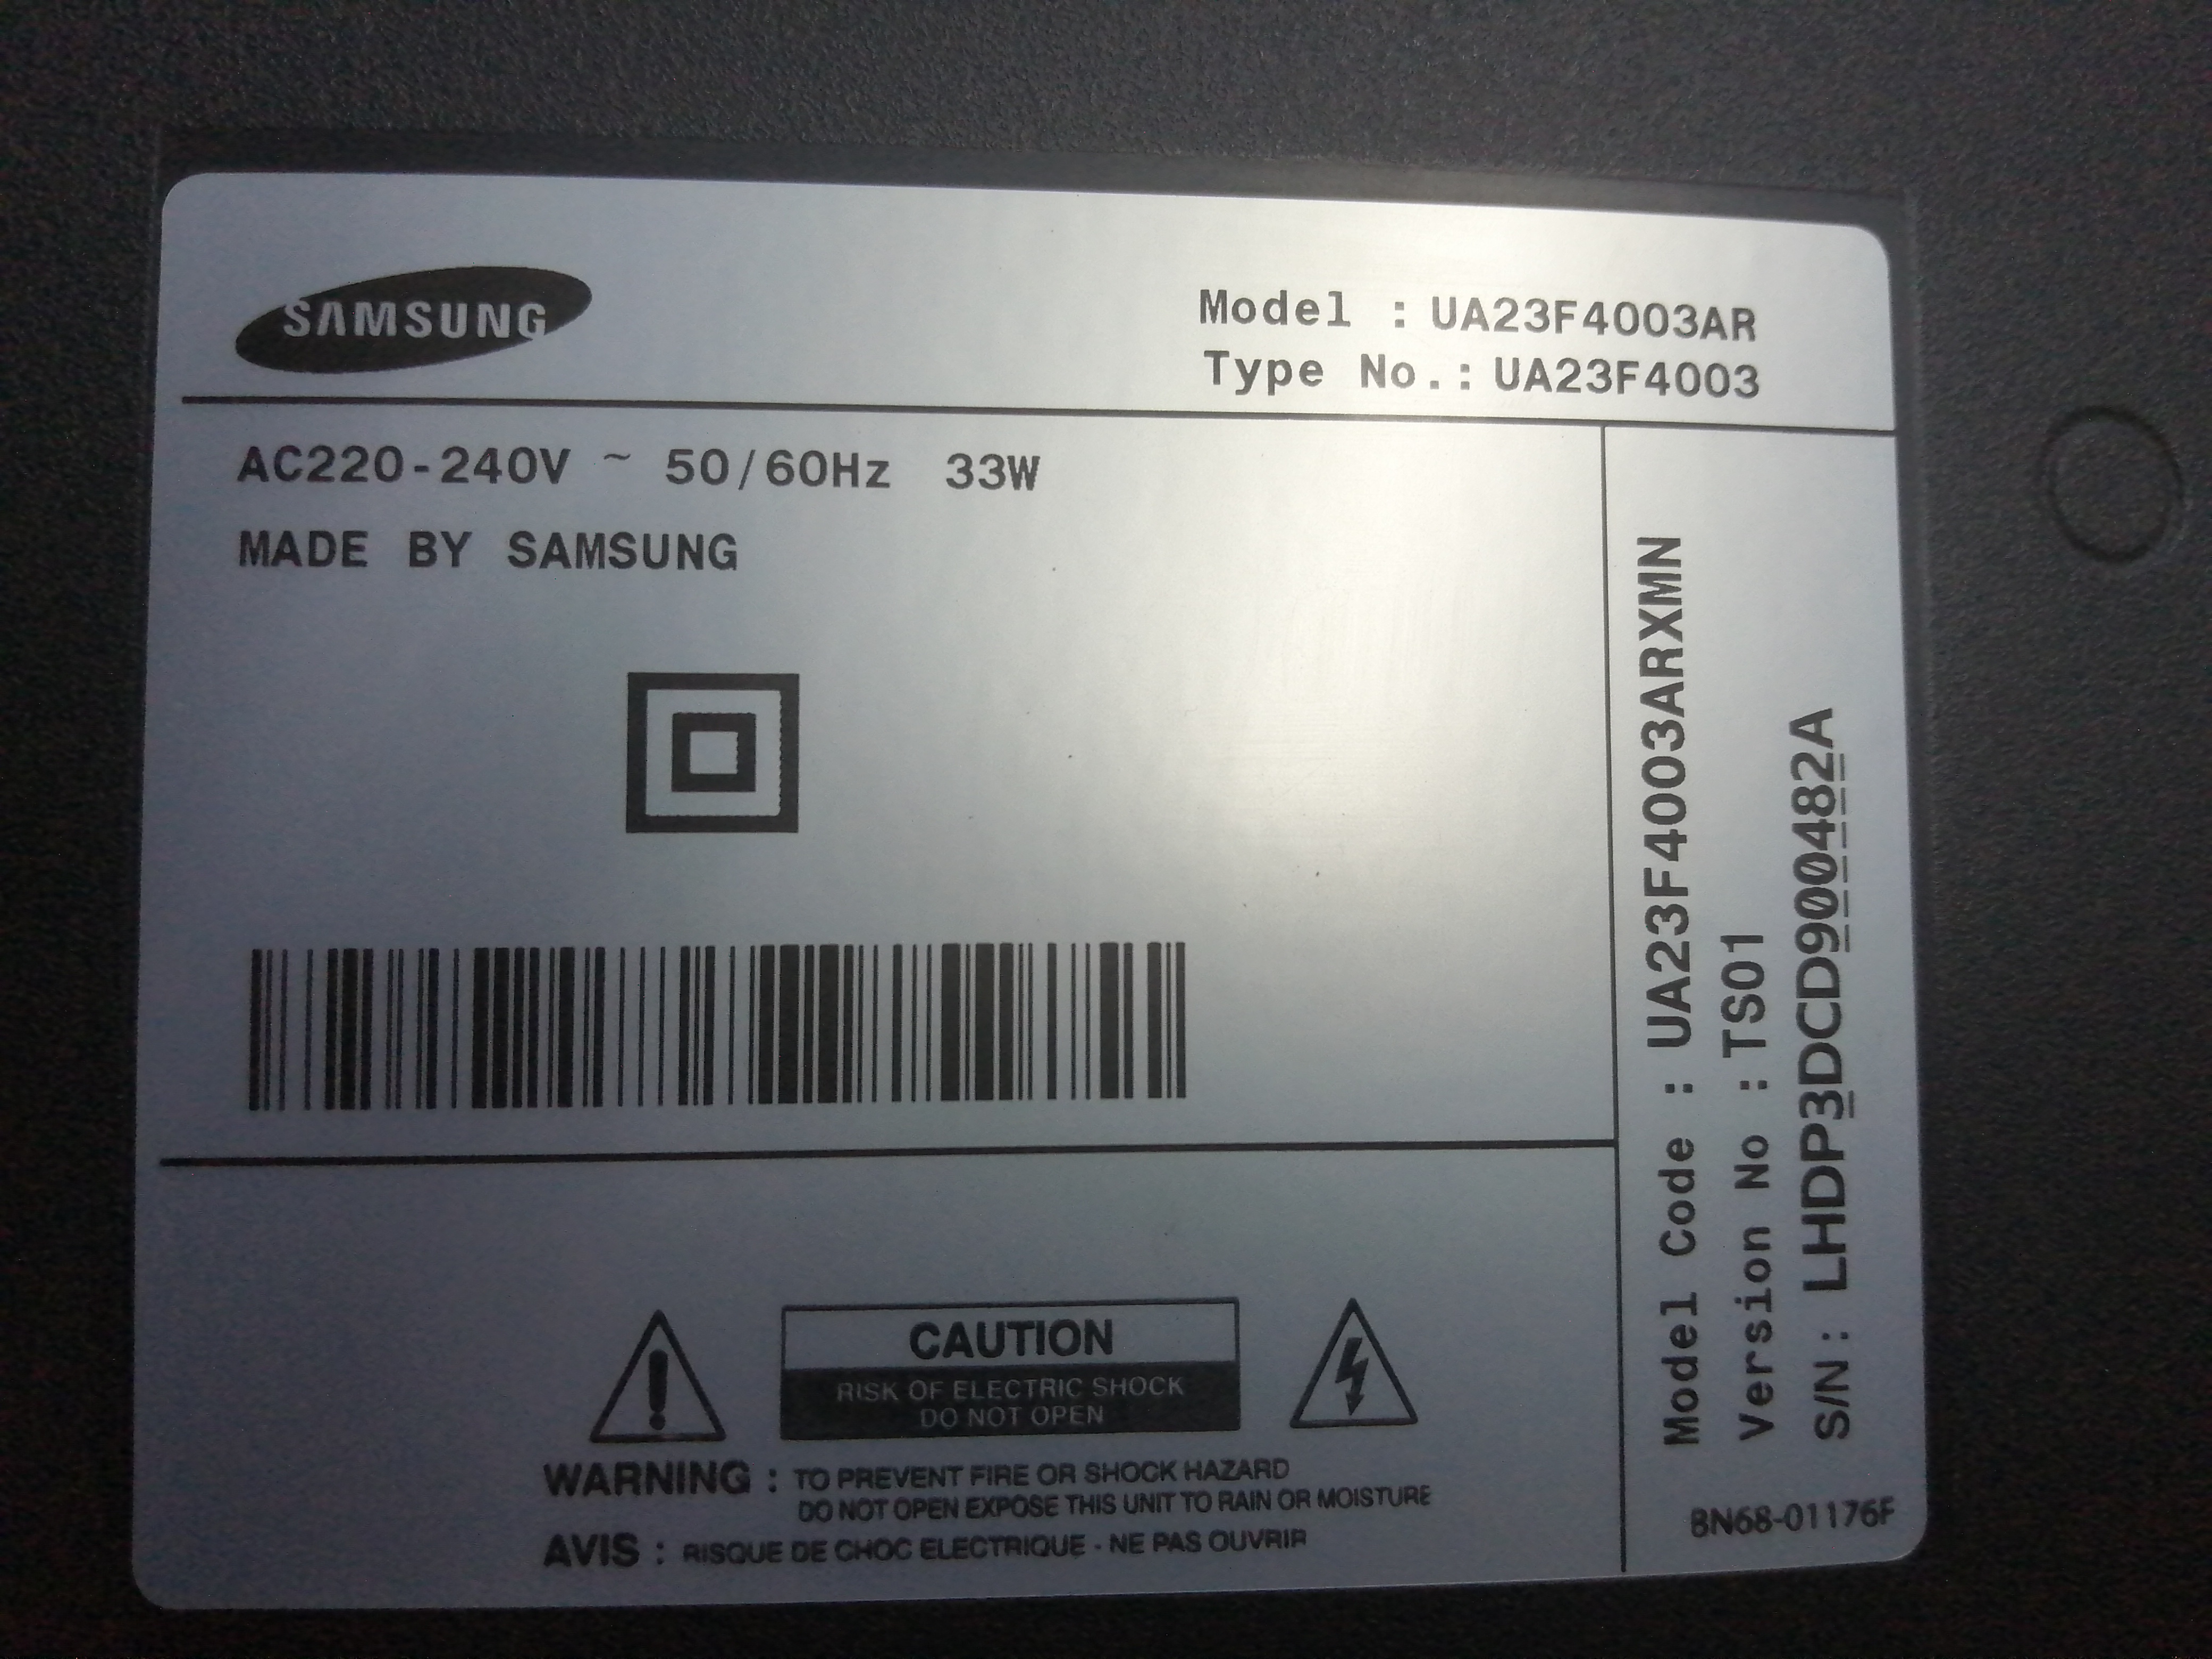 SAMSUNG
Model : UA23F4003AR
Type No.: UA23F4003
AC220-240V ~ 50/60Hz 33W
MADE BY SAMSUNG
CAUTION
RISK OF ELECTRIC SHOCK
DO NOT OPEN
WARNING : TO PREVENT FIRE OR SHOCK HAZARD
DO NOT OPEN EXPOSE THIS UNIT TO RAIN OR MOISTURE
AVIS : RISQUE DE CHOC ELECTRIQUE - NE PAS OUVRIR
Model Code : UA23F4003ARXMN
Version No : TS01
S/N : LHDP3DCD900482A
BN68-01176F